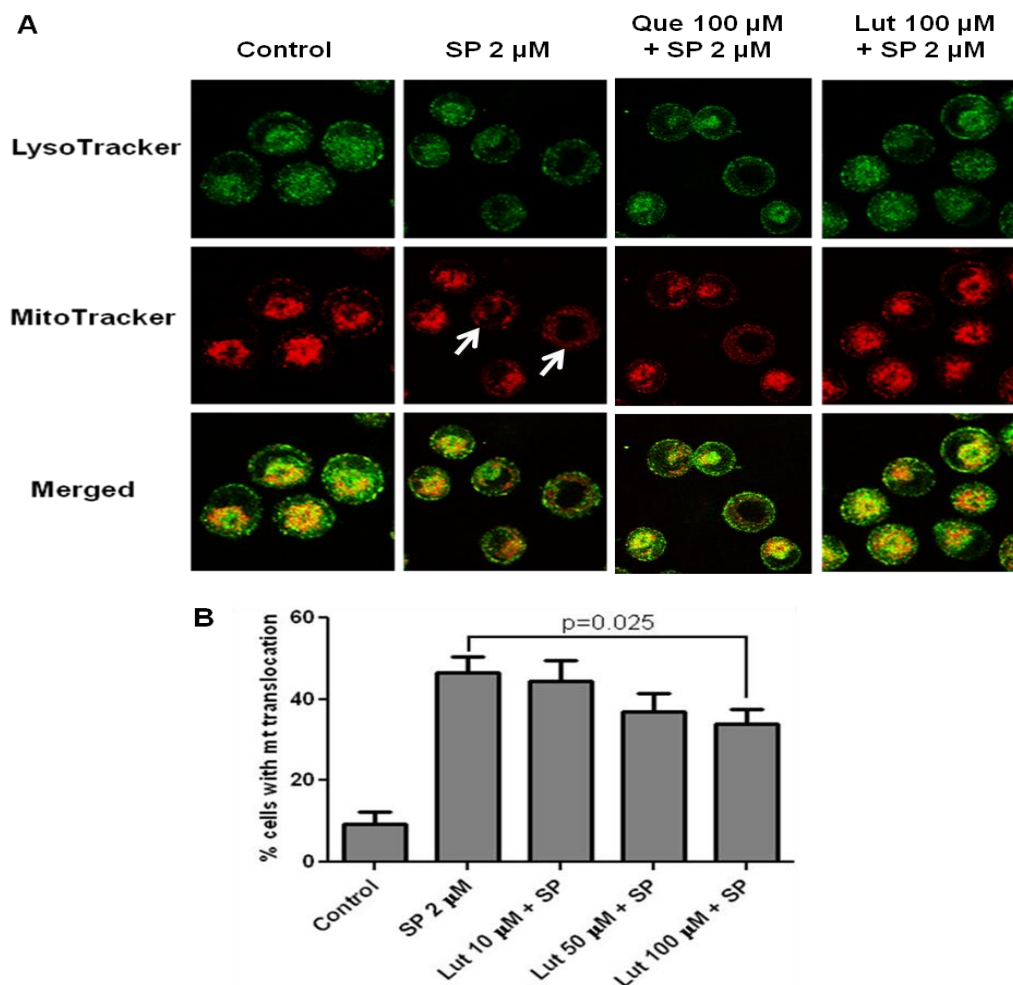 A
Control
SP 2 µM
Que 100 µM
+ SP 2 µM
Lut 100 µM
+ SP 2 µM
LysoTracker
MitoTracker
Merged
B
% cells with mt translocation
60
40
20
0
p=0.025
Control
SP 2 µM
Lut 10 µM + SP
Lut 50 µM + SP
Lut 100 µM + SP